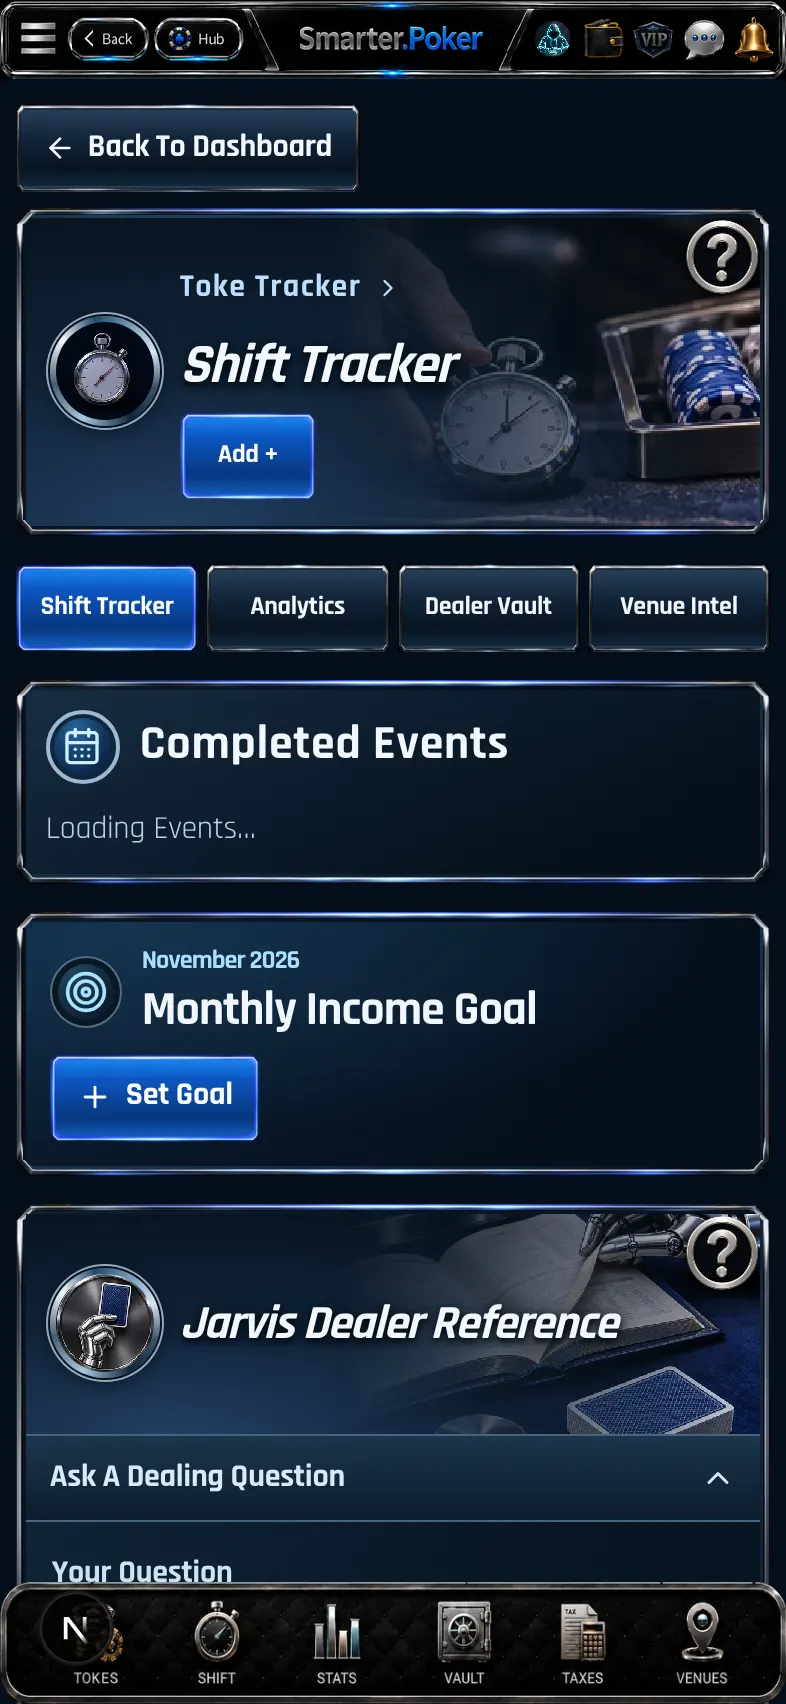 Back
Hub
Smarter.Poker
VIP
Back To Dashboard
Toke Tracker
?
Shift Tracker
Add +
Shift Tracker
Analytics
Dealer Vault
Venue Intel
Completed Events
Loading Events...
November 2026
Monthly Income Goal
+ Set Goal
?
Jarvis Dealer Reference
Ask A Dealing Question
Your Question
N
TAX
TOKES
SHIFT
STATS
VAULT
TAXES
VENUES